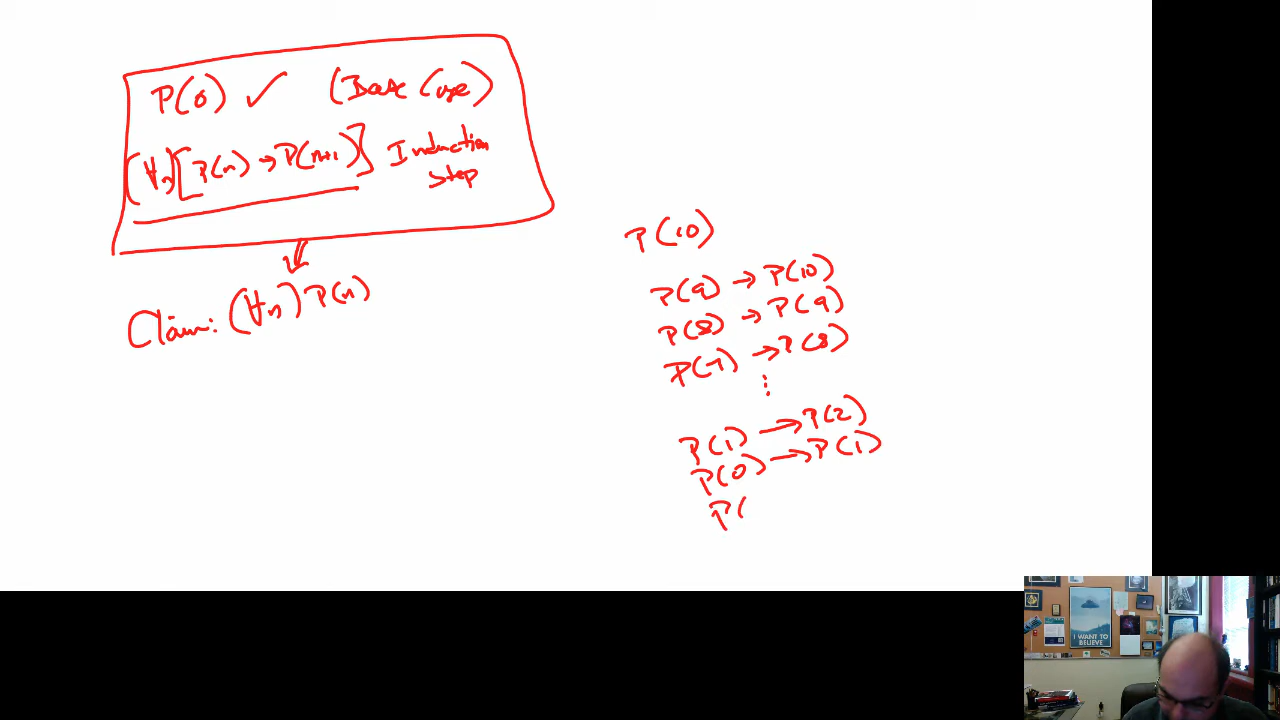 P(0) ✓ (Base Case)
(∀n)[P(n) → P(n+1)] Induction
step
⇓
Claim: (∀n) P(n)
P(10)
P(9) → P(10)
P(8) → P(9)
P(7) → P(8)
⋮
P(1) → P(2)
P(0) → P(1)
P(
I WANT TO
BELIEVE